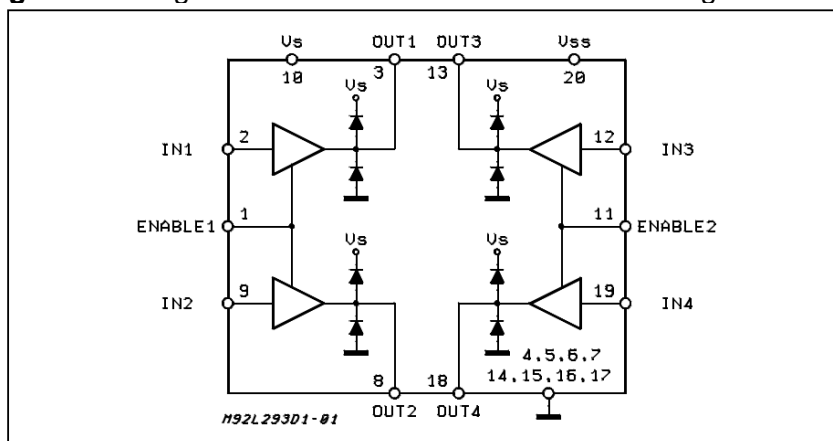 Vs OUT1 OUT3 Vss
10 3 13 20
Vs Vs
IN1 2 12 IN3
ENABLE1 1 11 ENABLE2
Vs Vs
IN2 9 19 IN4
4,5,6,7
8 18 14,15,16,17
OUT2 OUT4
M92L293D1-01